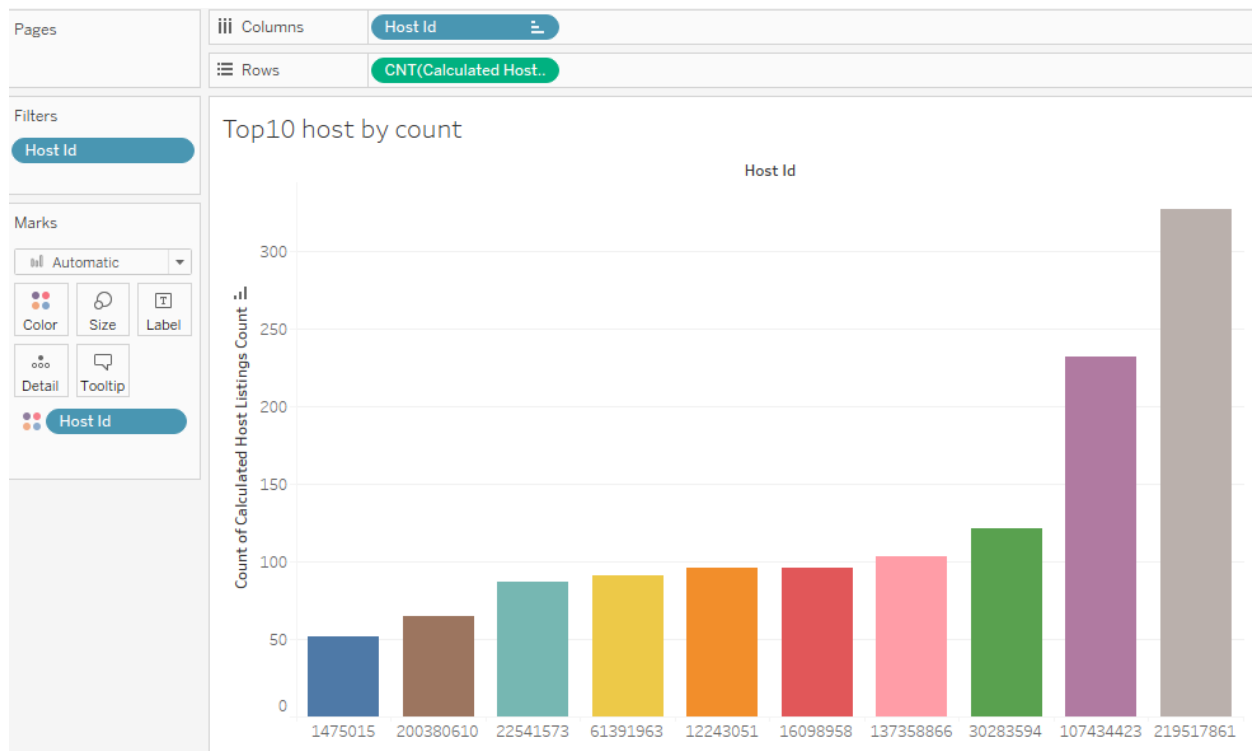 Pages
Columns
Host Id
Rows
CNT(Calculated Host..
Filters
Host Id
Marks
Automatic
Color
Size
Label
Detail
Tooltip
Host Id
Top10 host by count
Host Id
Count of Calculated Host Listings Count
300
250
200
150
100
50
0
1475015 200380610 22541573 61391963 12243051 16098958 137358866 30283594 107434423 219517861